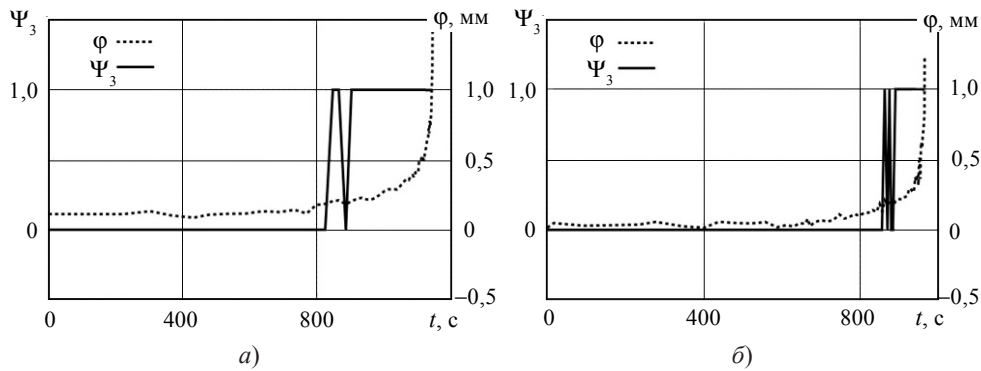 Ψ3 φ, мм Ψ3 φ, мм
φ φ
Ψ3 Ψ3
1,0 1,0 1,0 1,0
0,5 0,5
0 0 0 0
–0,5 –0,5
0 400 800 t, с 0 400 800 t, с
а) б)